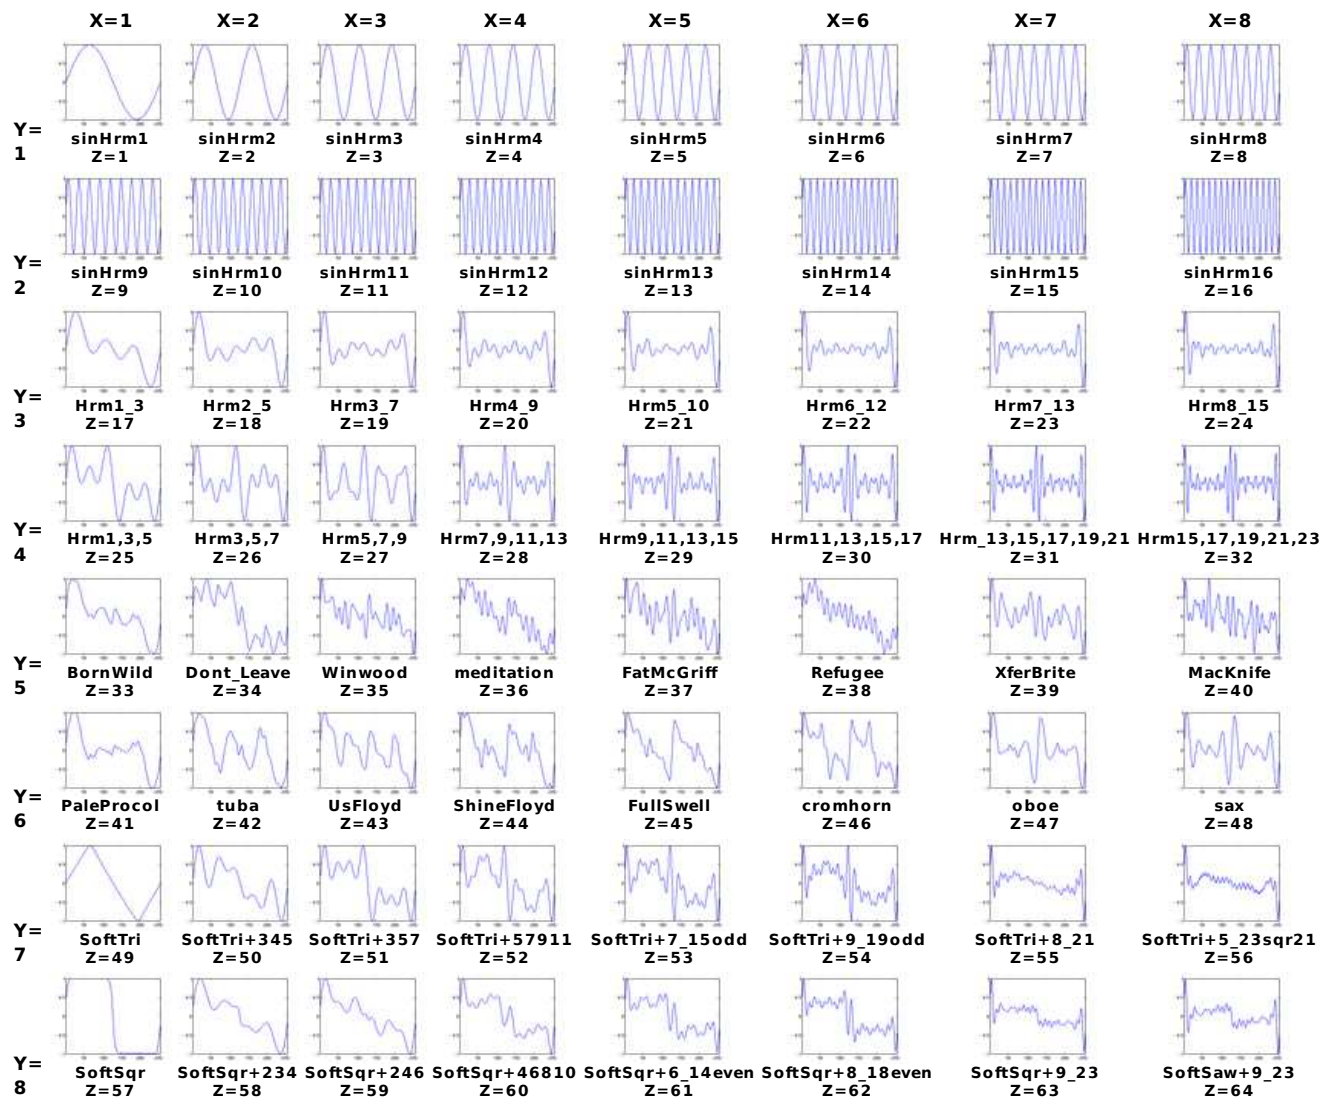 X=1 X=2 X=3 X=4 X=5 X=6 X=7 X=8
Y=
1
sinHrm1 sinHrm2 sinHrm3 sinHrm4 sinHrm5 sinHrm6 sinHrm7 sinHrm8
Z=1 Z=2 Z=3 Z=4 Z=5 Z=6 Z=7 Z=8
Y=
2
sinHrm9 sinHrm10 sinHrm11 sinHrm12 sinHrm13 sinHrm14 sinHrm15 sinHrm16
Z=9 Z=10 Z=11 Z=12 Z=13 Z=14 Z=15 Z=16
Y=
3
Hrm1_3 Hrm2_5 Hrm3_7 Hrm4_9 Hrm5_10 Hrm6_12 Hrm7_13 Hrm8_15
Z=17 Z=18 Z=19 Z=20 Z=21 Z=22 Z=23 Z=24
Y=
4
Hrm1,3,5 Hrm3,5,7 Hrm5,7,9 Hrm7,9,11,13 Hrm9,11,13,15 Hrm11,13,15,17 Hrm_13,15,17,19,21 Hrm15,17,19,21,23
Z=25 Z=26 Z=27 Z=28 Z=29 Z=30 Z=31 Z=32
Y=
5
BornWild Dont_Leave Winwood meditation FatMcGriff Refugee XferBrite MacKnife
Z=33 Z=34 Z=35 Z=36 Z=37 Z=38 Z=39 Z=40
Y=
6
PaleProcol tuba UsFloyd ShineFloyd FullSwell cromhorn oboe sax
Z=41 Z=42 Z=43 Z=44 Z=45 Z=46 Z=47 Z=48
Y=
7
SoftTri SoftTri+345 SoftTri+357 SoftTri+57911 SoftTri+7_15odd SoftTri+9_19odd SoftTri+8_21 SoftTri+5_23sqr21
Z=49 Z=50 Z=51 Z=52 Z=53 Z=54 Z=55 Z=56
Y=
8
SoftSqr SoftSqr+234 SoftSqr+246 SoftSqr+46810 SoftSqr+6_14even SoftSqr+8_18even SoftSqr+9_23 SoftSaw+9_23
Z=57 Z=58 Z=59 Z=60 Z=61 Z=62 Z=63 Z=64